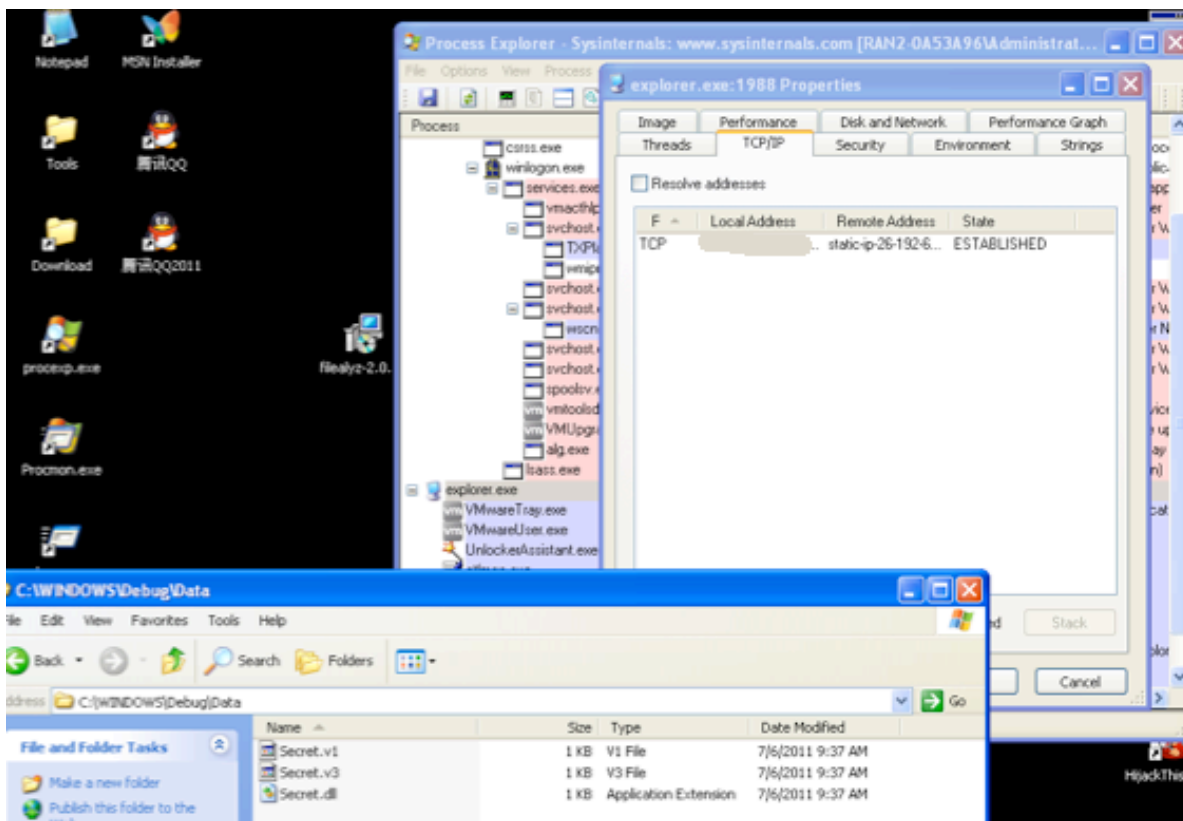 Notepad
MSN Installer
Tools
腾讯QQ
Download
腾讯QQ2011
procexp.exe
filealyz-2.0.
Procmon.exe
HijackThis
Process Explorer - Sysinternals: www.sysinternals.com [RAN2-0A53A96\Administrat...
File Options View Process
Process
csrss.exe
winlogon.exe
services.exe
vmacthlp
svchost.
TXPla
wmipr
svchost.
svchost.
wscn
svchost.
svchost.
spoolsv.e
vmtoolsd
VMUpgra
alg.exe
lsass.exe
explorer.exe
VMwareTray.exe
VMwareUser.exe
UnlockerAssistant.exe
explorer.exe:1988 Properties
Image Performance Disk and Network Performance Graph
Threads TCP/IP Security Environment Strings
Resolve addresses
F Local Address Remote Address State
TCP .. static-ip-26-192-6... ESTABLISHED
Stack
Cancel
C:\WINDOWS\Debug\Data
File Edit View Favorites Tools Help
Back Search Folders
C:\WINDOWS\Debug\Data Go
Name Size Type Date Modified
Secret.v1 1 KB V1 File 7/6/2011 9:37 AM
Secret.v3 1 KB V3 File 7/6/2011 9:37 AM
Secret.dll 1 KB Application Extension 7/6/2011 9:37 AM
File and Folder Tasks
Make a new folder
Publish this folder to the